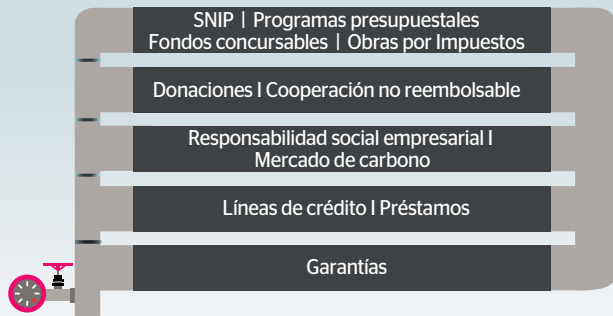 SNIP | Programas presupuestales
Fondos concursables | Obras por Impuestos
Donaciones I Cooperación no reembolsable
Responsabilidad social empresarial I
Mercado de carbono
Líneas de crédito I Préstamos
Garantías